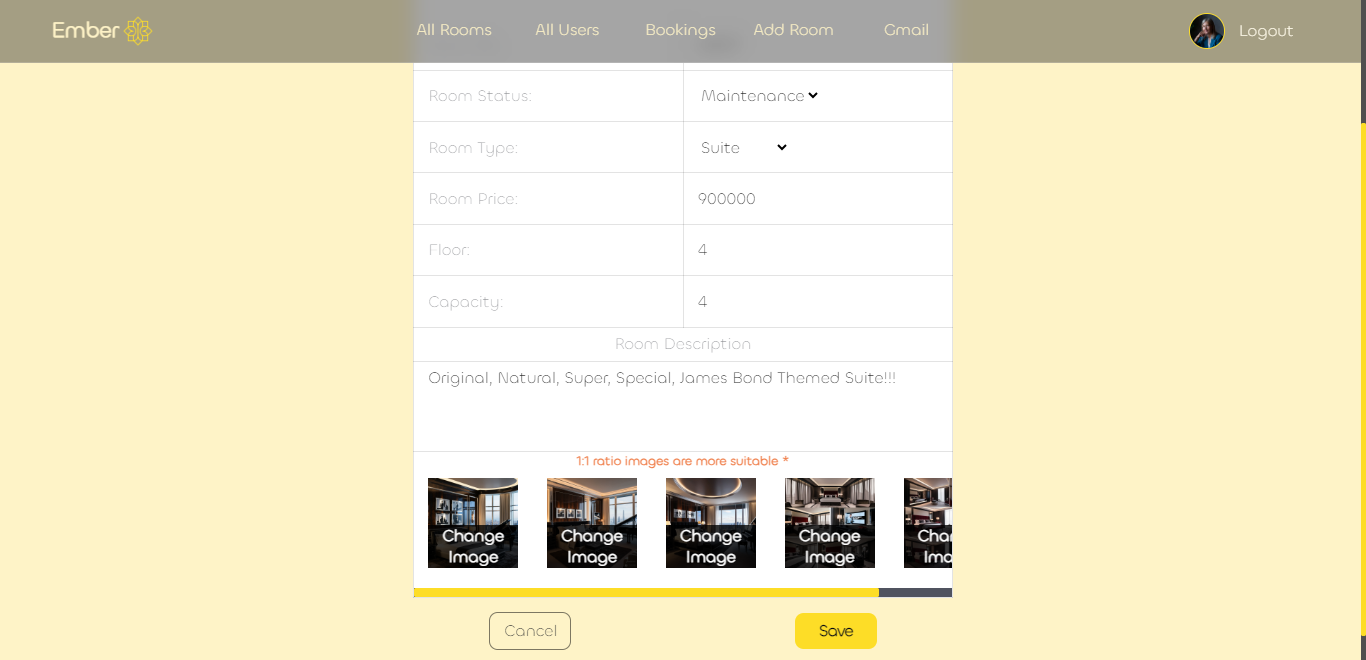 Ember All Rooms All Users Bookings Add Room Gmail Logout
Room Status: Maintenance
Room Type: Suite
Room Price: 900000
Floor: 4
Capacity: 4
Room Description
Original, Natural, Super, Special, James Bond Themed Suite!!!
1:1 ratio images are more suitable *
Change Change Change Change
Image Image Image Image
Cancel Save